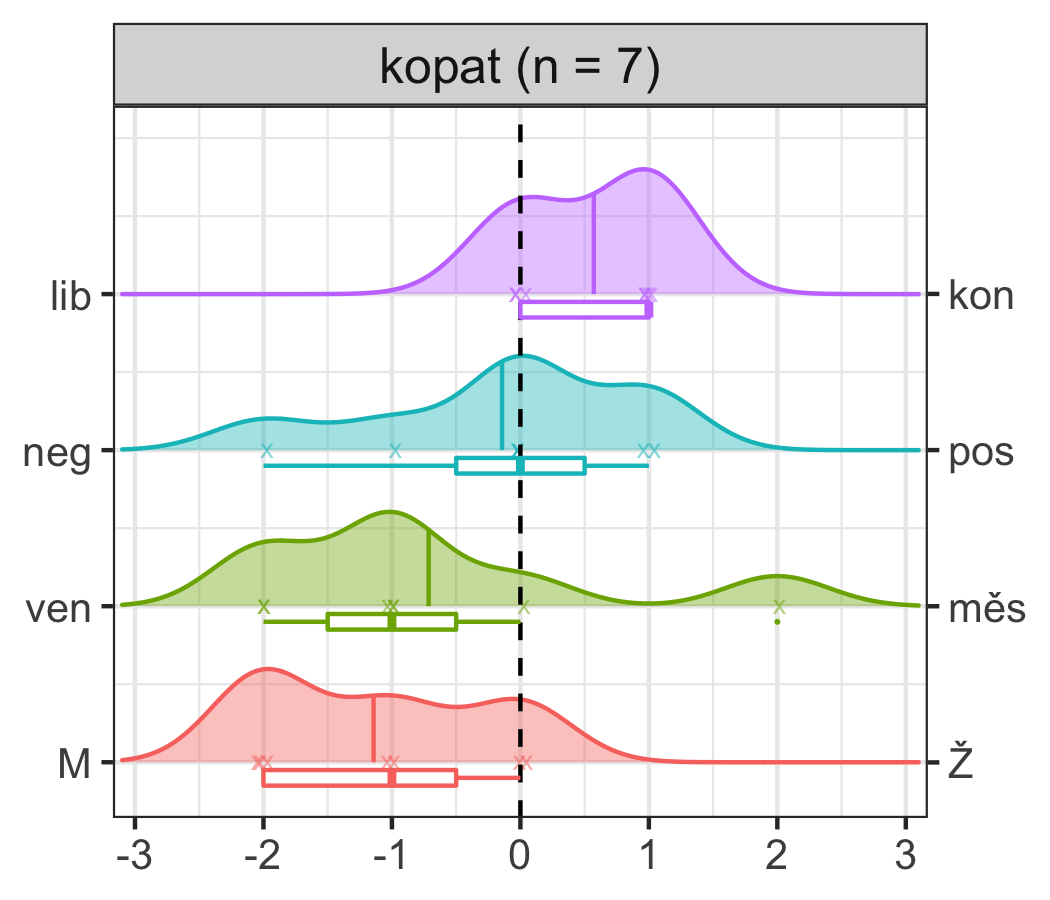 kopat (n = 7)
lib kon
neg pos
ven měs
M Ž
-3 -2 -1 0 1 2 3